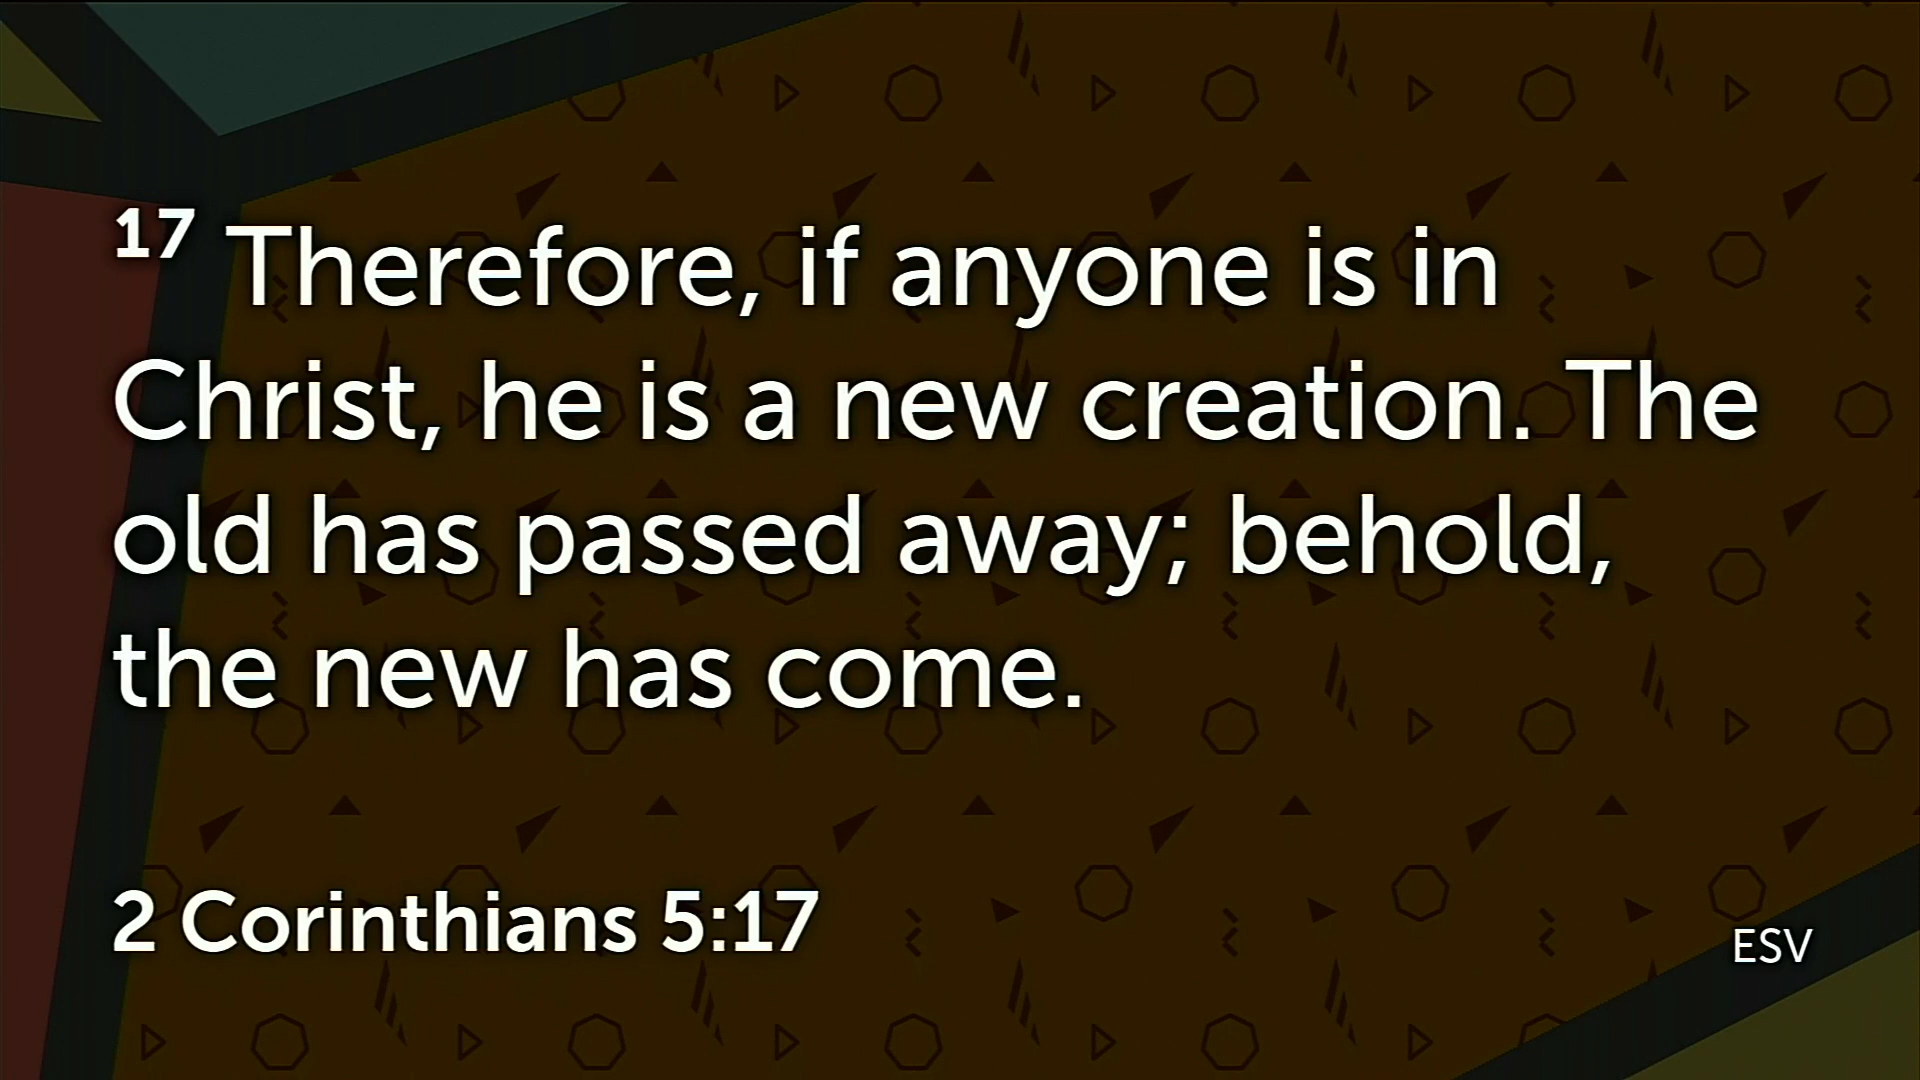 17 Therefore, if anyone is in
Christ, he is a new creation. The
old has passed away; behold,
the new has come.
2 Corinthians 5:17
ESV